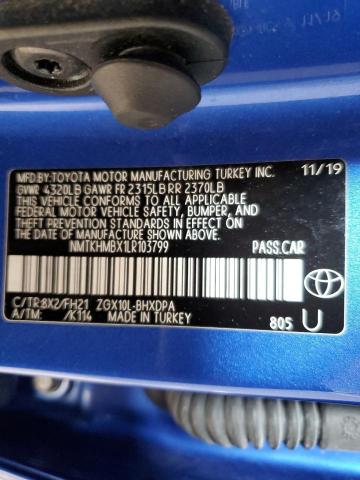 MFD.BY:TOYOTA MOTOR MANUFACTURING TURKEY INC. 11/19
GVWR 4320LB GAWR FR 2315LB RR 2370LB
THIS VEHICLE CONFORMS TO ALL APPLICABLE
FEDERAL MOTOR VEHICLE SAFETY, BUMPER, AND
THEFT PREVENTION STANDARDS IN EFFECT ON THE
DATE OF MANUFACTURE SHOWN ABOVE.
NMTKHMBX1LR103799 PASS.CAR
C/TR:8X2/FH21 ZGX10L-BHXDPA
A/TM: /K114 MADE IN TURKEY
805 U